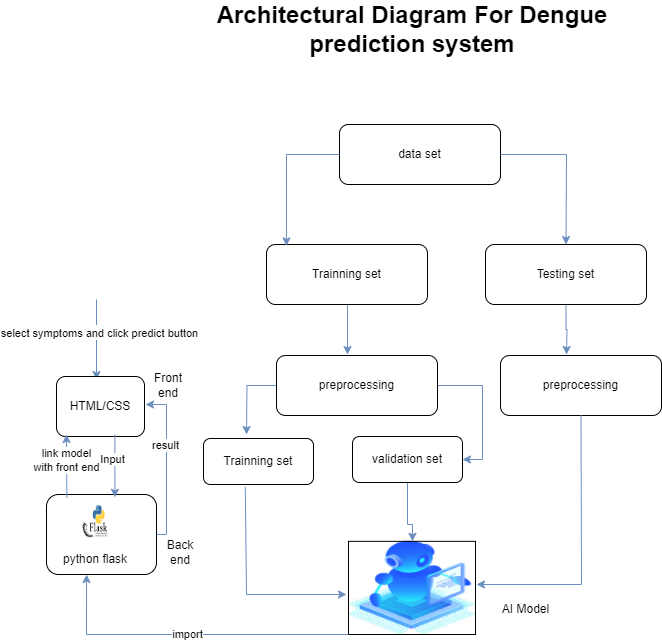 Architectural Diagram For Dengue
prediction system
data set
Trainning set
Testing set
select symptoms and click predict button
preprocessing
preprocessing
Front
end
HTML/CSS
result
link model
with front end
Input
Trainning set
validation set
Flask
python flask
Back
end
AI Model
import